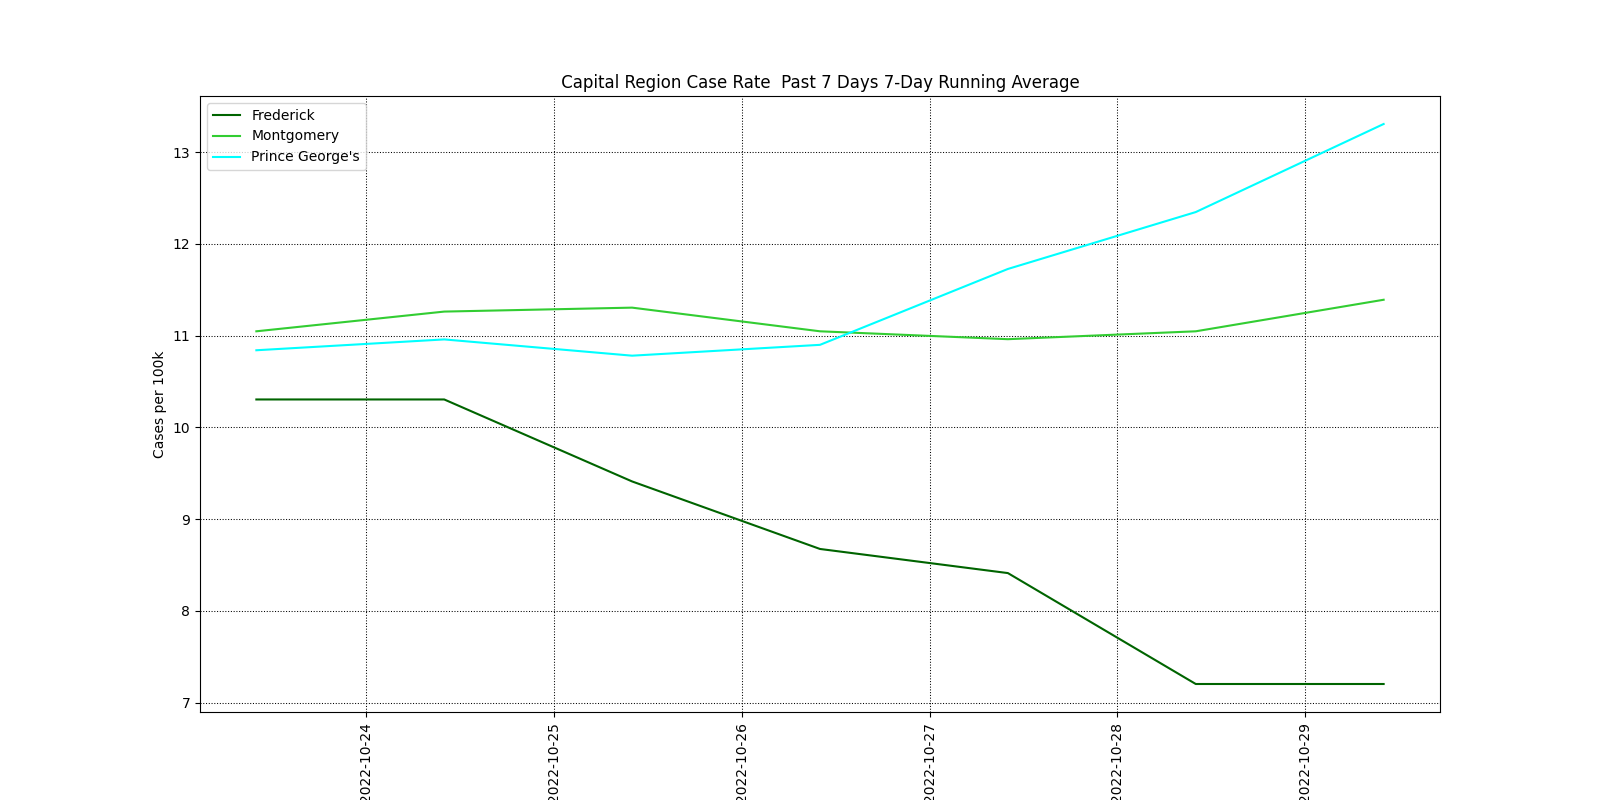 Capital Region Case Rate  Past 7 Days 7-Day Running Average
Frederick
Montgomery
Prince George's
Cases per 100k
13
12
11
10
9
8
7
2022-10-24
2022-10-25
2022-10-26
2022-10-27
2022-10-28
2022-10-29